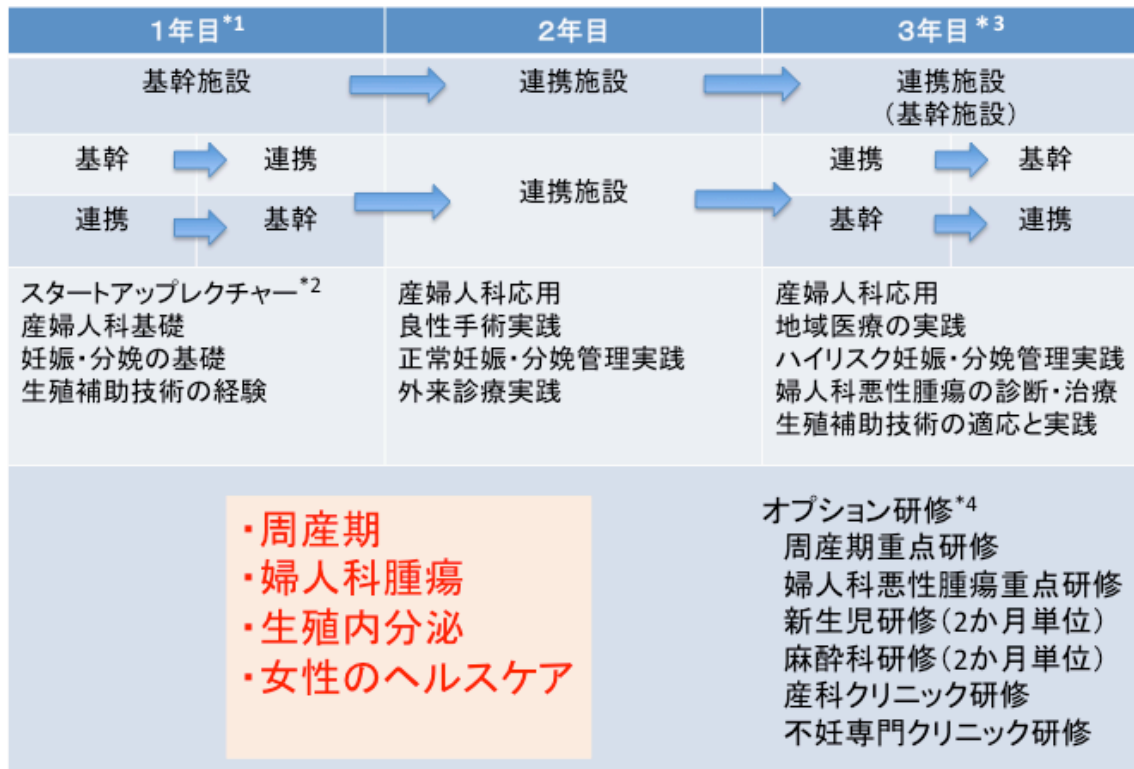 1年目*1 2年目 3年目*3
基幹施設 連携施設 連携施設
(基幹施設)
基幹 連携 連携 基幹
連携施設
連携 基幹 基幹 連携
スタートアップレクチャー*2
産婦人科基礎
妊娠・分娩の基礎
生殖補助技術の経験
産婦人科応用
良性手術実践
正常妊娠・分娩管理実践
外来診療実践
産婦人科応用
地域医療の実践
ハイリスク妊娠・分娩管理実践
婦人科悪性腫瘍の診断・治療
生殖補助技術の適応と実践
・周産期
・婦人科腫瘍
・生殖内分泌
・女性のヘルスケア
オプション研修*4
周産期重点研修
婦人科悪性腫瘍重点研修
新生児研修(2か月単位)
麻酔科研修(2か月単位)
産科クリニック研修
不妊専門クリニック研修